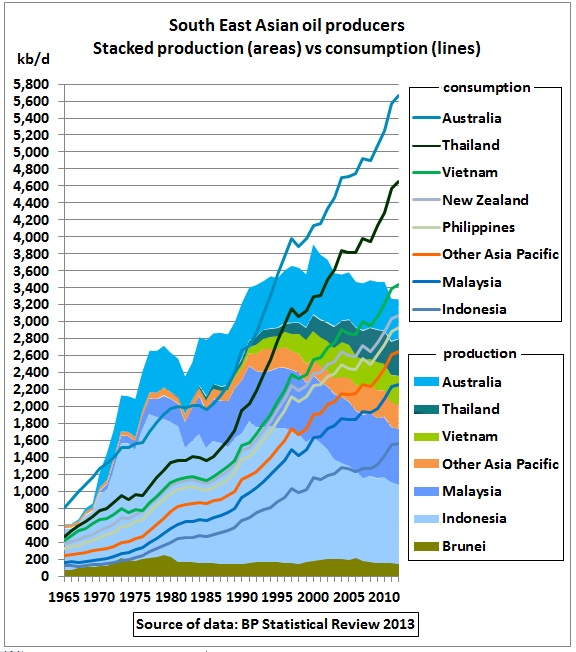 South East Asian oil producers
Stacked production (areas) vs consumption (lines)
kb/d
5,800
5,600
5,400
5,200
5,000
4,800
4,600
4,400
4,200
4,000
3,800
3,600
3,400
3,200
3,000
2,800
2,600
2,400
2,200
2,000
1,800
1,600
1,400
1,200
1,000
800
600
400
200
0
1965 1970 1975 1980 1985 1990 1995 2000 2005 2010
consumption
Australia
Thailand
Vietnam
New Zealand
Philippines
Other Asia Pacific
Malaysia
Indonesia
production
Australia
Thailand
Vietnam
Other Asia Pacific
Malaysia
Indonesia
Brunei
Source of data: BP Statistical Review 2013